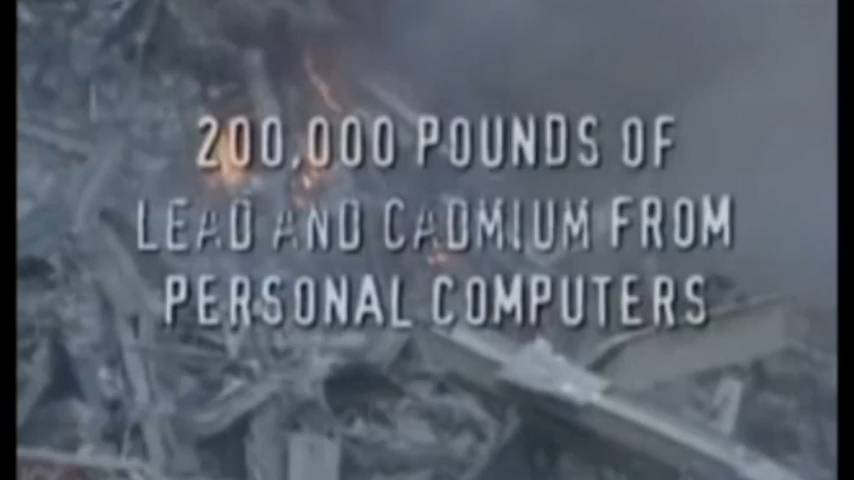 200,000 POUNDS OF
LEAD AND CADMIUM FROM
PERSONAL COMPUTERS